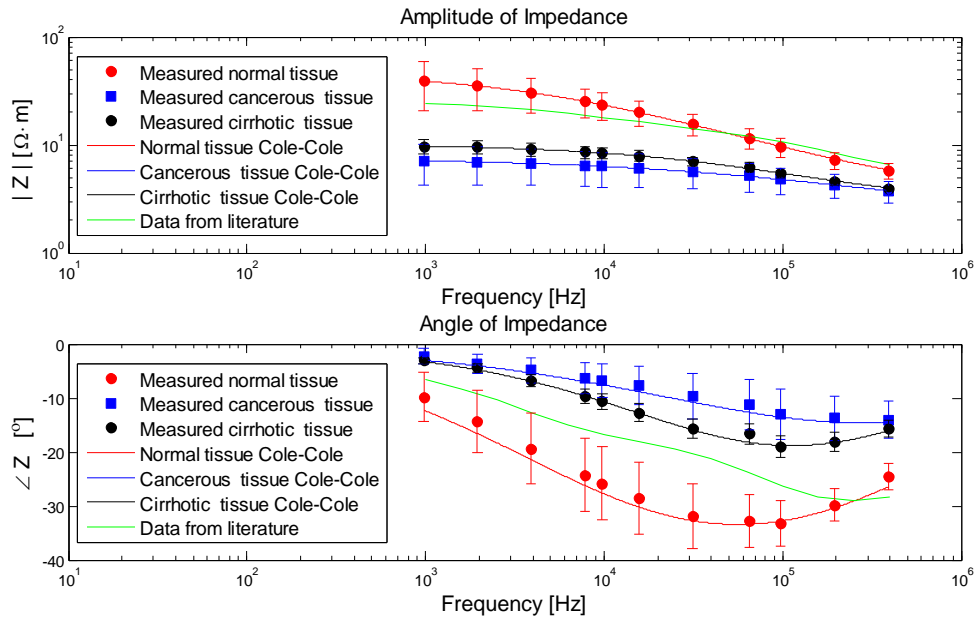 Amplitude of Impedance
10^2
10^1
10^0
| Z | [Ω· m]
Measured normal tissue
Measured cancerous tissue
Measured cirrhotic tissue
Normal tissue Cole-Cole
Cancerous tissue Cole-Cole
Cirrhotic tissue Cole-Cole
Data from literature
10^1 10^2 10^3 10^4 10^5 10^6
Frequency [Hz]
Angle of Impedance
0
-10
-20
-30
-40
∠ Z [º]
Measured normal tissue
Measured cancerous tissue
Measured cirrhotic tissue
Normal tissue Cole-Cole
Cancerous tissue Cole-Cole
Cirrhotic tissue Cole-Cole
Data from literature
10^1 10^2 10^3 10^4 10^5 10^6
Frequency [Hz]